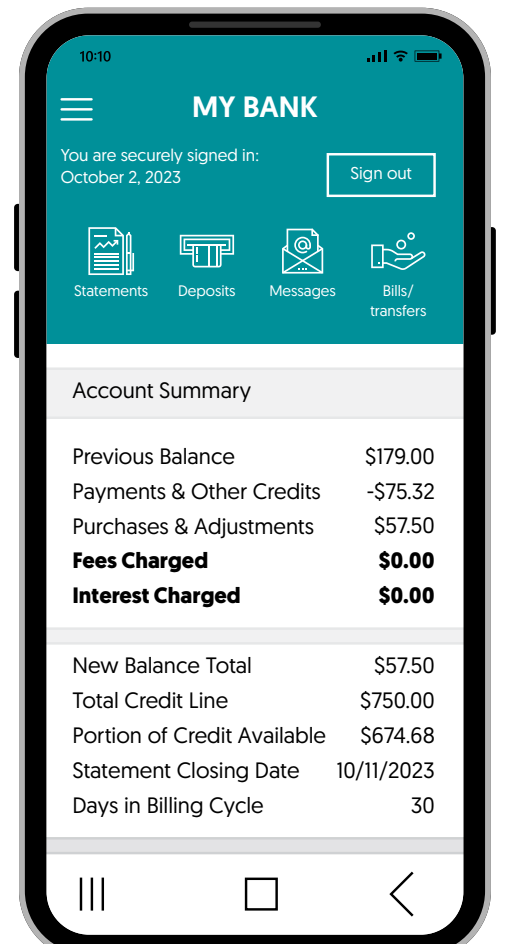 10:10
MY BANK
You are securely signed in:
October 2, 2023
Sign out
Statements Deposits Messages Bills/
transfers
Account Summary
Previous Balance $179.00
Payments & Other Credits -$75.32
Purchases & Adjustments $57.50
Fees Charged $0.00
Interest Charged $0.00
New Balance Total $57.50
Total Credit Line $750.00
Portion of Credit Available $674.68
Statement Closing Date 10/11/2023
Days in Billing Cycle 30